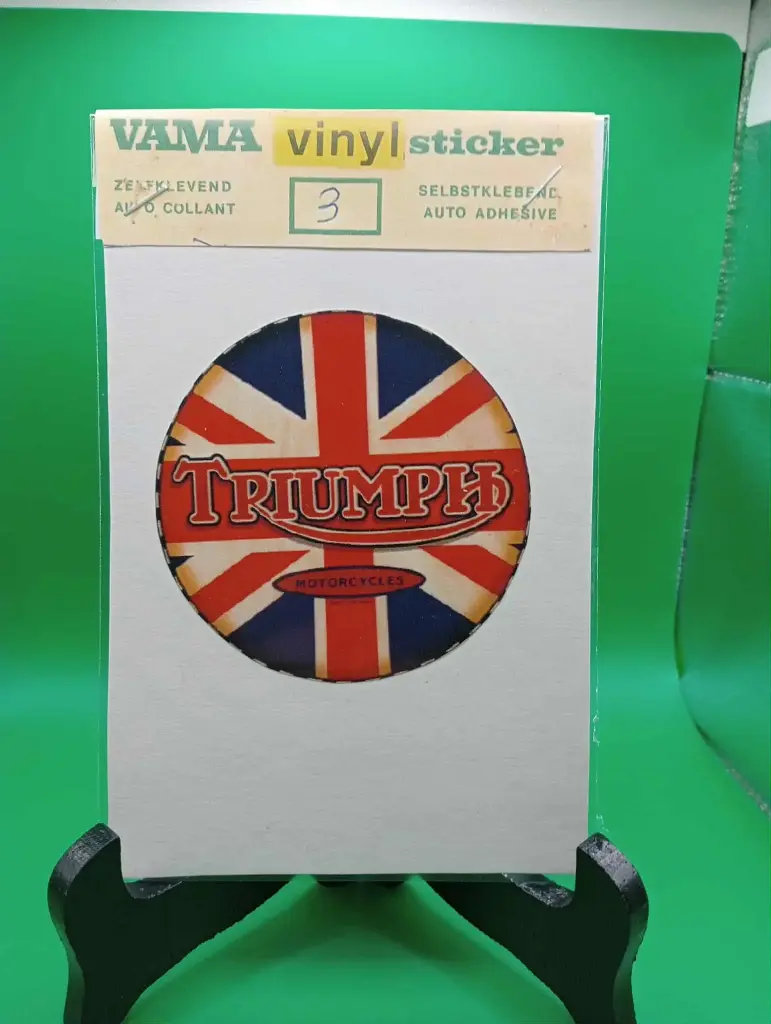 VAMA vinyl sticker
ZELFKLEVEND
AUTO COLLANT
3
SELBSTKLEBEND
AUTO ADHESIVE
TRIUMPH
MOTORCYCLES